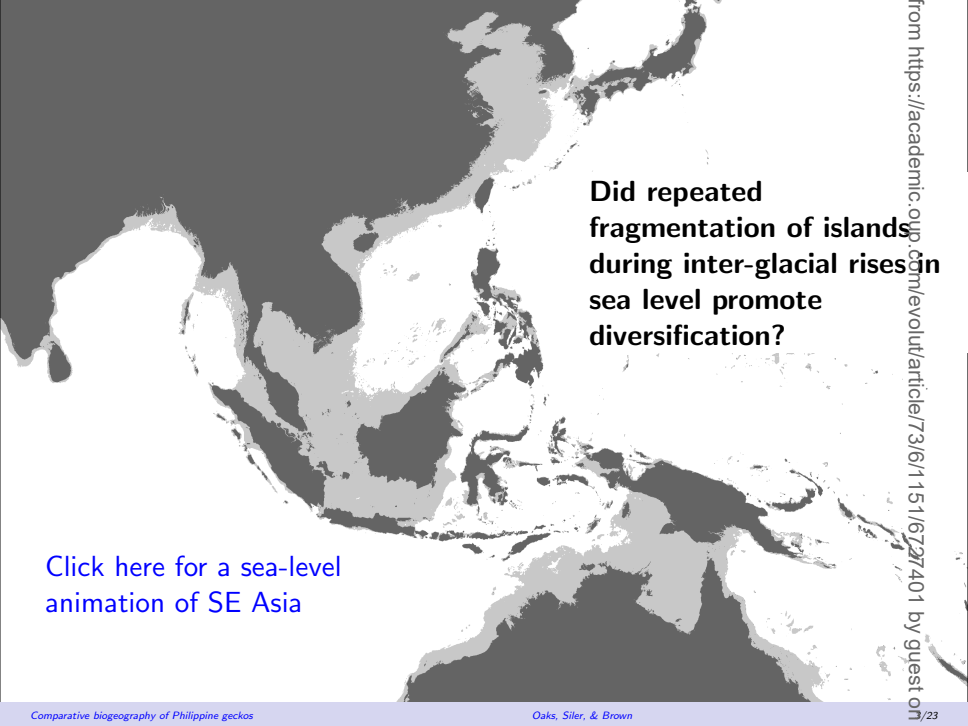 Did repeated
fragmentation of islands
during inter-glacial rises in
sea level promote
diversification?
Click here for a sea-level
animation of SE Asia
from https://academic.oup.com/evolut/article/73/6/1151/6727401 by guest on
Comparative biogeography of Philippine geckos
Oaks, Siler, & Brown
/23